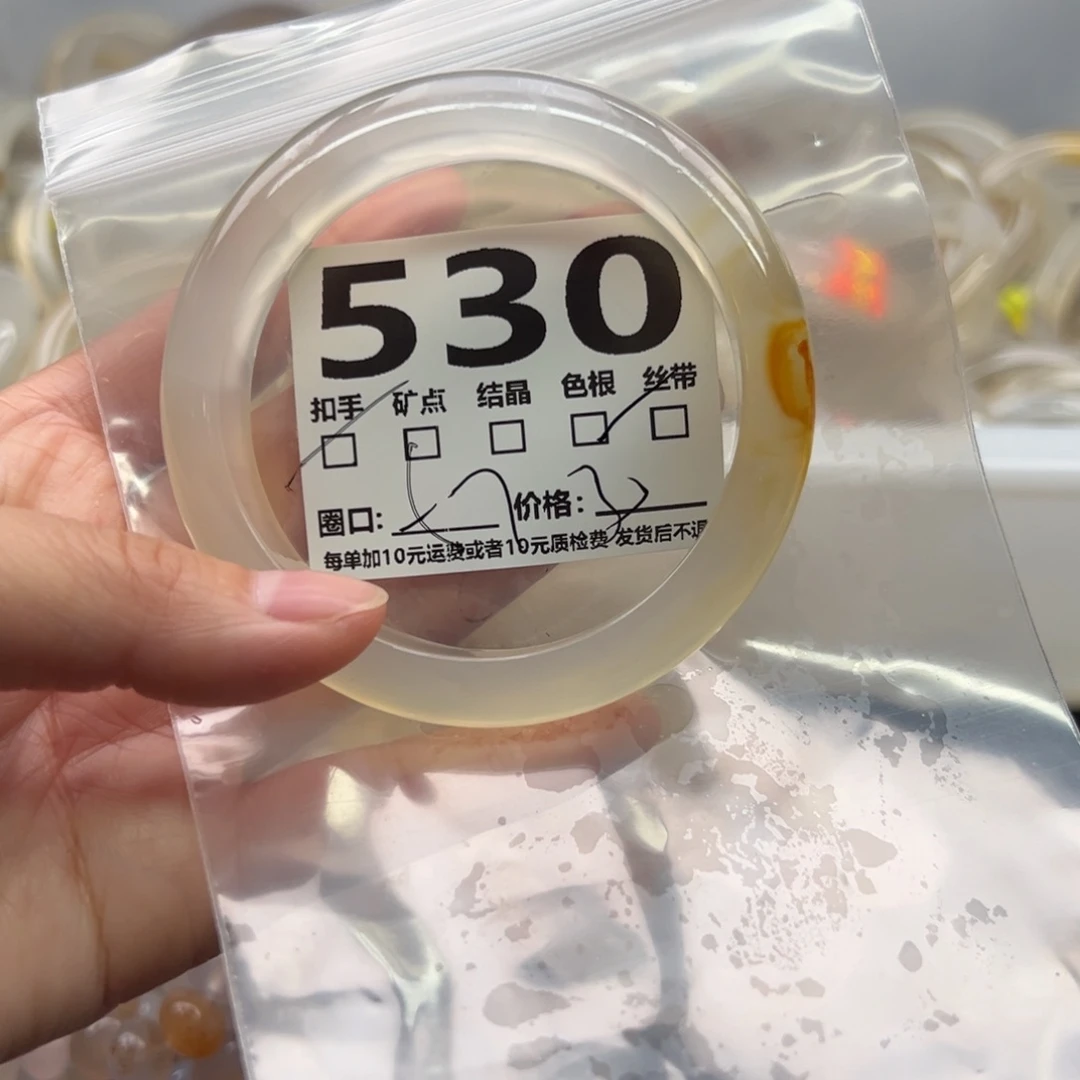 530
扣手 矿点 结晶 色根 丝带
圈口: 价格:
每单加10元运费或者10元质检费 发货后不退